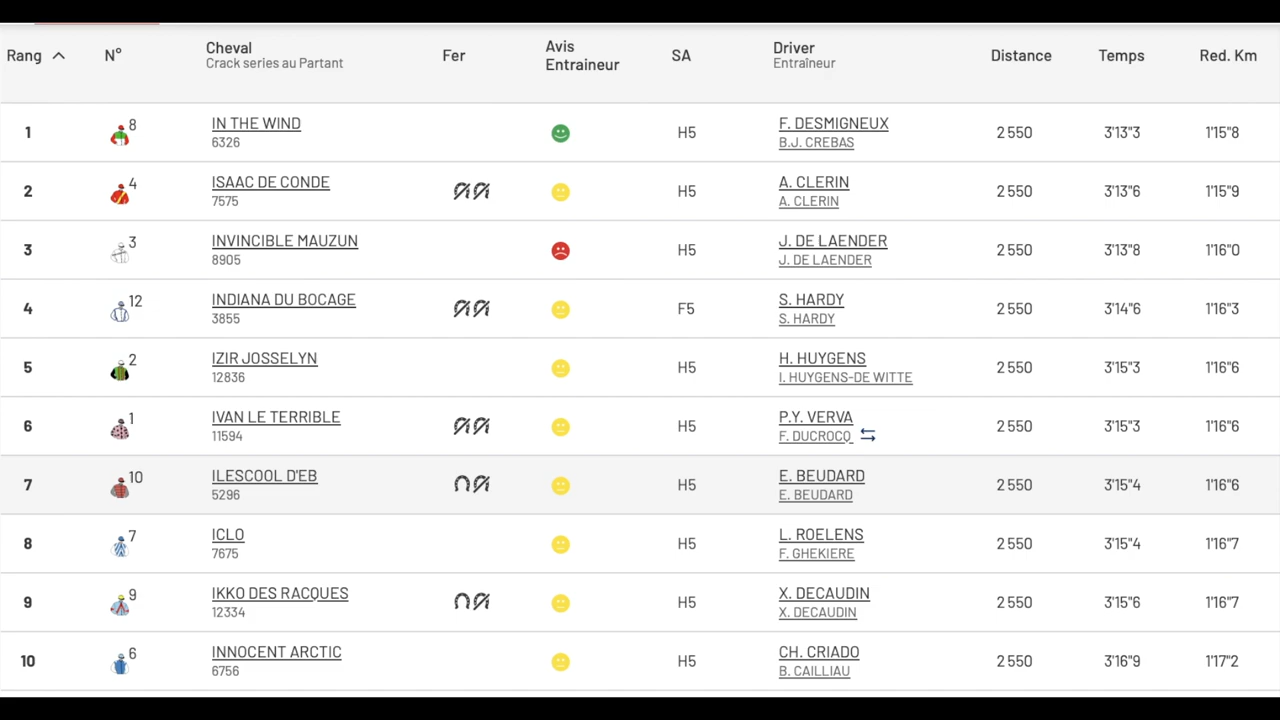 Rang N° Cheval Fer Avis Entraineur SA Driver Distance Temps Red. Km
Crack series au Partant Entraîneur
1 8 IN THE WIND H5 F. DESMIGNEUX 2 550 3'13"3 1'15"8
6326 B.J. CREBAS
2 4 ISAAC DE CONDE H5 A. CLERIN 2 550 3'13"6 1'15"9
7575 A. CLERIN
3 3 INVINCIBLE MAUZUN H5 J. DE LAENDER 2 550 3'13"8 1'16"0
8905 J. DE LAENDER
4 12 INDIANA DU BOCAGE F5 S. HARDY 2 550 3'14"6 1'16"3
3855 S. HARDY
5 2 IZIR JOSSELYN H5 H. HUYGENS 2 550 3'15"3 1'16"6
12836 I. HUYGENS-DE WITTE
6 1 IVAN LE TERRIBLE H5 P.Y. VERVA 2 550 3'15"3 1'16"6
11594 F. DUCROCQ
7 10 ILESCOOL D'EB H5 E. BEUDARD 2 550 3'15"4 1'16"6
5296 E. BEUDARD
8 7 ICLO H5 L. ROELENS 2 550 3'15"4 1'16"7
7675 F. GHEKIERE
9 9 IKKO DES RACQUES H5 X. DECAUDIN 2 550 3'15"6 1'16"7
12334 X. DECAUDIN
10 6 INNOCENT ARCTIC H5 CH. CRIADO 2 550 3'16"9 1'17"2
6756 B. CAILLIAU